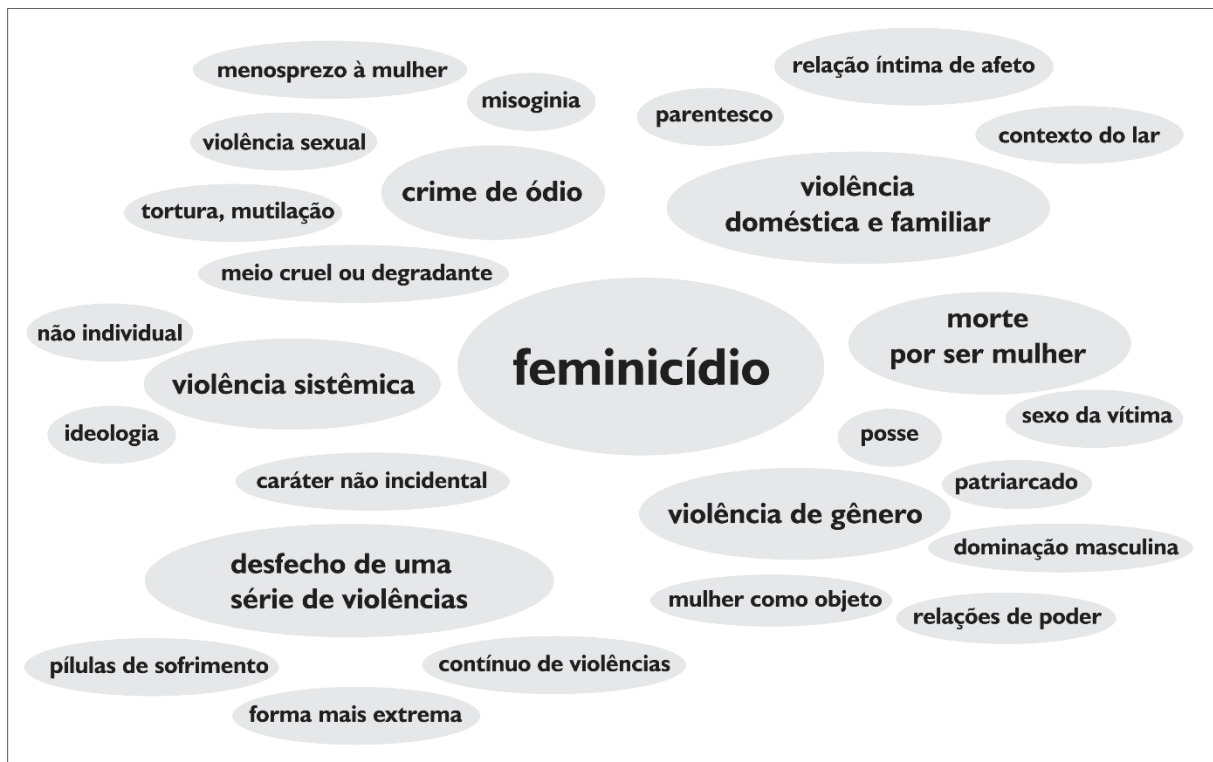 menosprezo à mulher
misoginia
violência sexual
crime de ódio
tortura, mutilação
meio cruel ou degradante
relação íntima de afeto
parentesco
contexto do lar
violência
doméstica e familiar
feminicídio
morte
por ser mulher
sexo da vítima
não individual
violência sistêmica
ideologia
caráter não incidental
posse
patriarcado
violência de gênero
dominação masculina
mulher como objeto
relações de poder
desfecho de uma
série de violências
pílulas de sofrimento
contínuo de violências
forma mais extrema